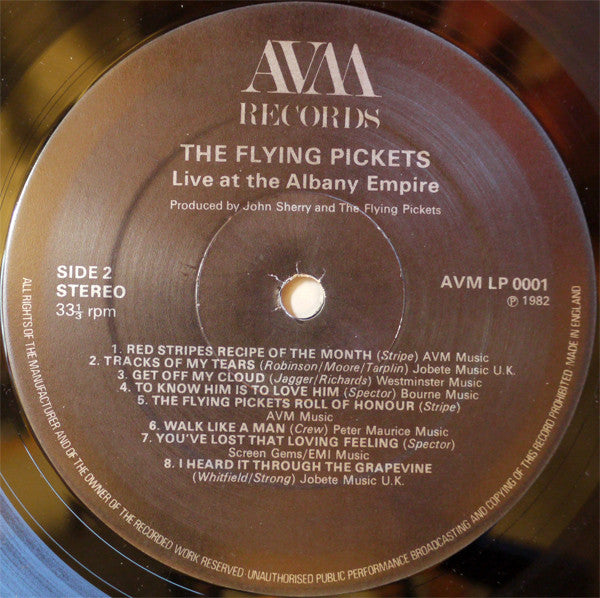 AVM
RECORDS
THE FLYING PICKETS
Live at the Albany Empire
Produced by John Sherry and The Flying Pickets
SIDE 2
STEREO
33⅓ rpm
AVM LP 0001
℗ 1982
1. RED STRIPES RECIPE OF THE MONTH (Stripe) AVM Music
2. TRACKS OF MY TEARS (Robinson/Moore/Tarplin) Jobete Music U.K.
3. GET OFF MY CLOUD (Jagger/Richards) Westminster Music
4. TO KNOW HIM IS TO LOVE HIM (Spector) Bourne Music
5. THE FLYING PICKETS ROLL OF HONOUR (Stripe)
AVM Music
6. WALK LIKE A MAN (Crew) Peter Maurice Music
7. YOU'VE LOST THAT LOVING FEELING (Spector)
Screen Gems/EMI Music
8. I HEARD IT THROUGH THE GRAPEVINE
(Whitfield/Strong) Jobete Music U.K.
ALL RIGHTS OF THE MANUFACTURER AND OF THE OWNER OF THE RECORDED WORK RESERVED·UNAUTHORISED PUBLIC PERFORMANCE BROADCASTING AND COPYING OF THIS RECORD PROHIBITED. MADE IN ENGLAND